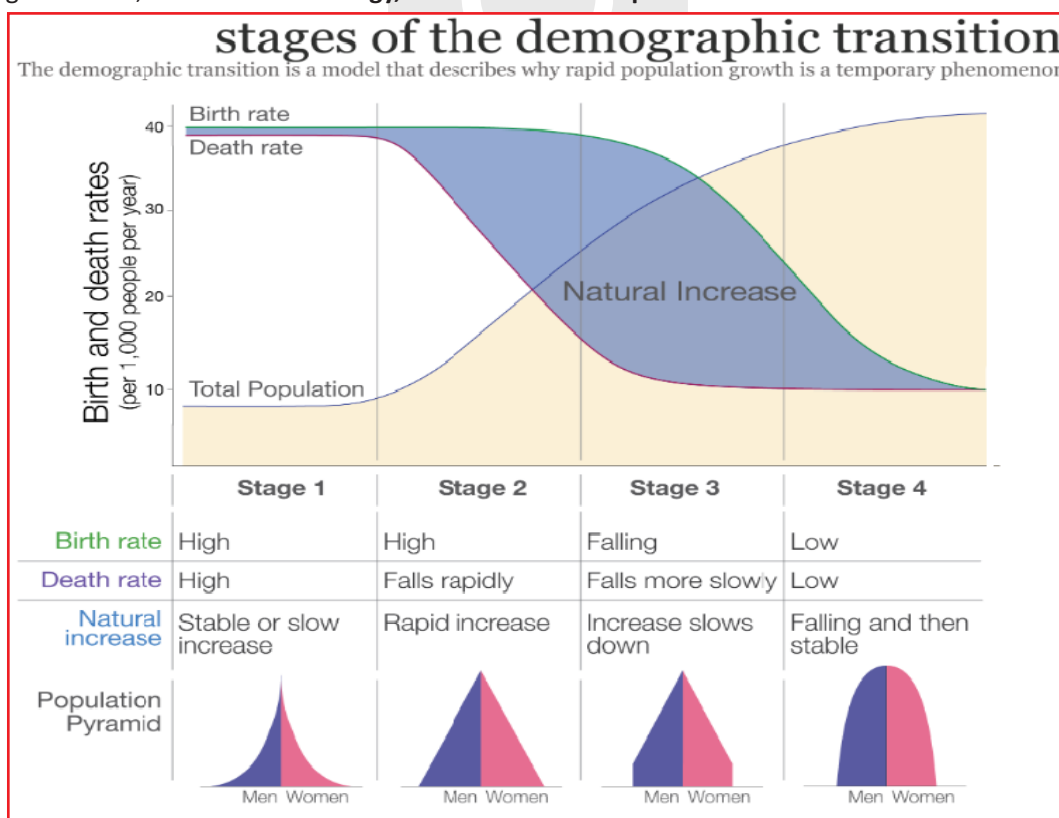 stages of the demographic transition
The demographic transition is a model that describes why rapid population growth is a temporary phenomenon
Birth rate
Death rate
40
30
20
10
Birth and death rates
(per 1,000 people per year)
Natural Increase
Total Population
Stage 1 Stage 2 Stage 3 Stage 4
Birth rate High High Falling Low
Death rate High Falls rapidly Falls more slowly Low
Natural increase Stable or slow increase Rapid increase Increase slows down Falling and then stable
Population
Pyramid
Men Women Men Women Men Women Men Women